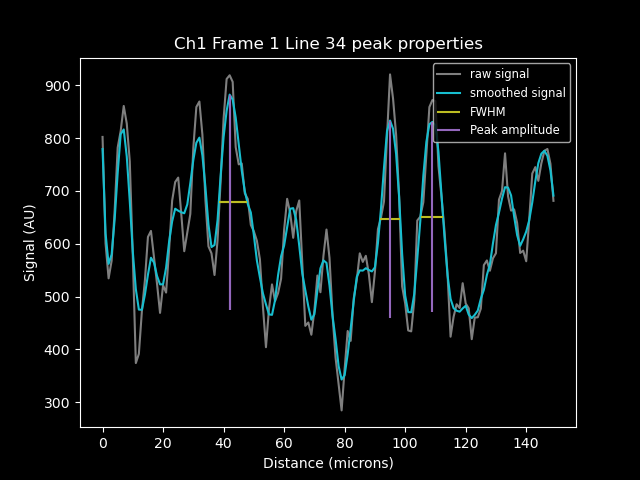 Ch1 Frame 1 Line 34 peak properties
raw signal
smoothed signal
FWHM
Peak amplitude
900
800
700
600
500
400
300
Signal (AU)
0 20 40 60 80 100 120 140
Distance (microns)